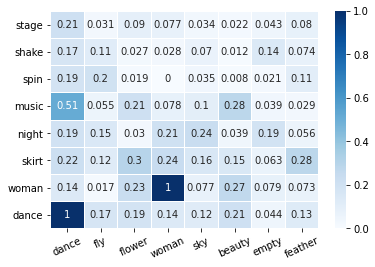 stage 0.21 0.031 0.09 0.077 0.034 0.022 0.043 0.08
shake 0.17 0.11 0.027 0.028 0.07 0.012 0.14 0.074
spin 0.19 0.2 0.019 0 0.035 0.008 0.021 0.11
music 0.51 0.055 0.21 0.078 0.1 0.28 0.039 0.029
night 0.19 0.15 0.03 0.21 0.24 0.039 0.19 0.056
skirt 0.22 0.12 0.3 0.24 0.16 0.15 0.063 0.28
woman 0.14 0.017 0.23 1 0.077 0.27 0.079 0.073
dance 1 0.17 0.19 0.14 0.12 0.21 0.044 0.13
dance fly flower woman sky beauty empty feather
1.0
0.8
0.6
0.4
0.2
0.0